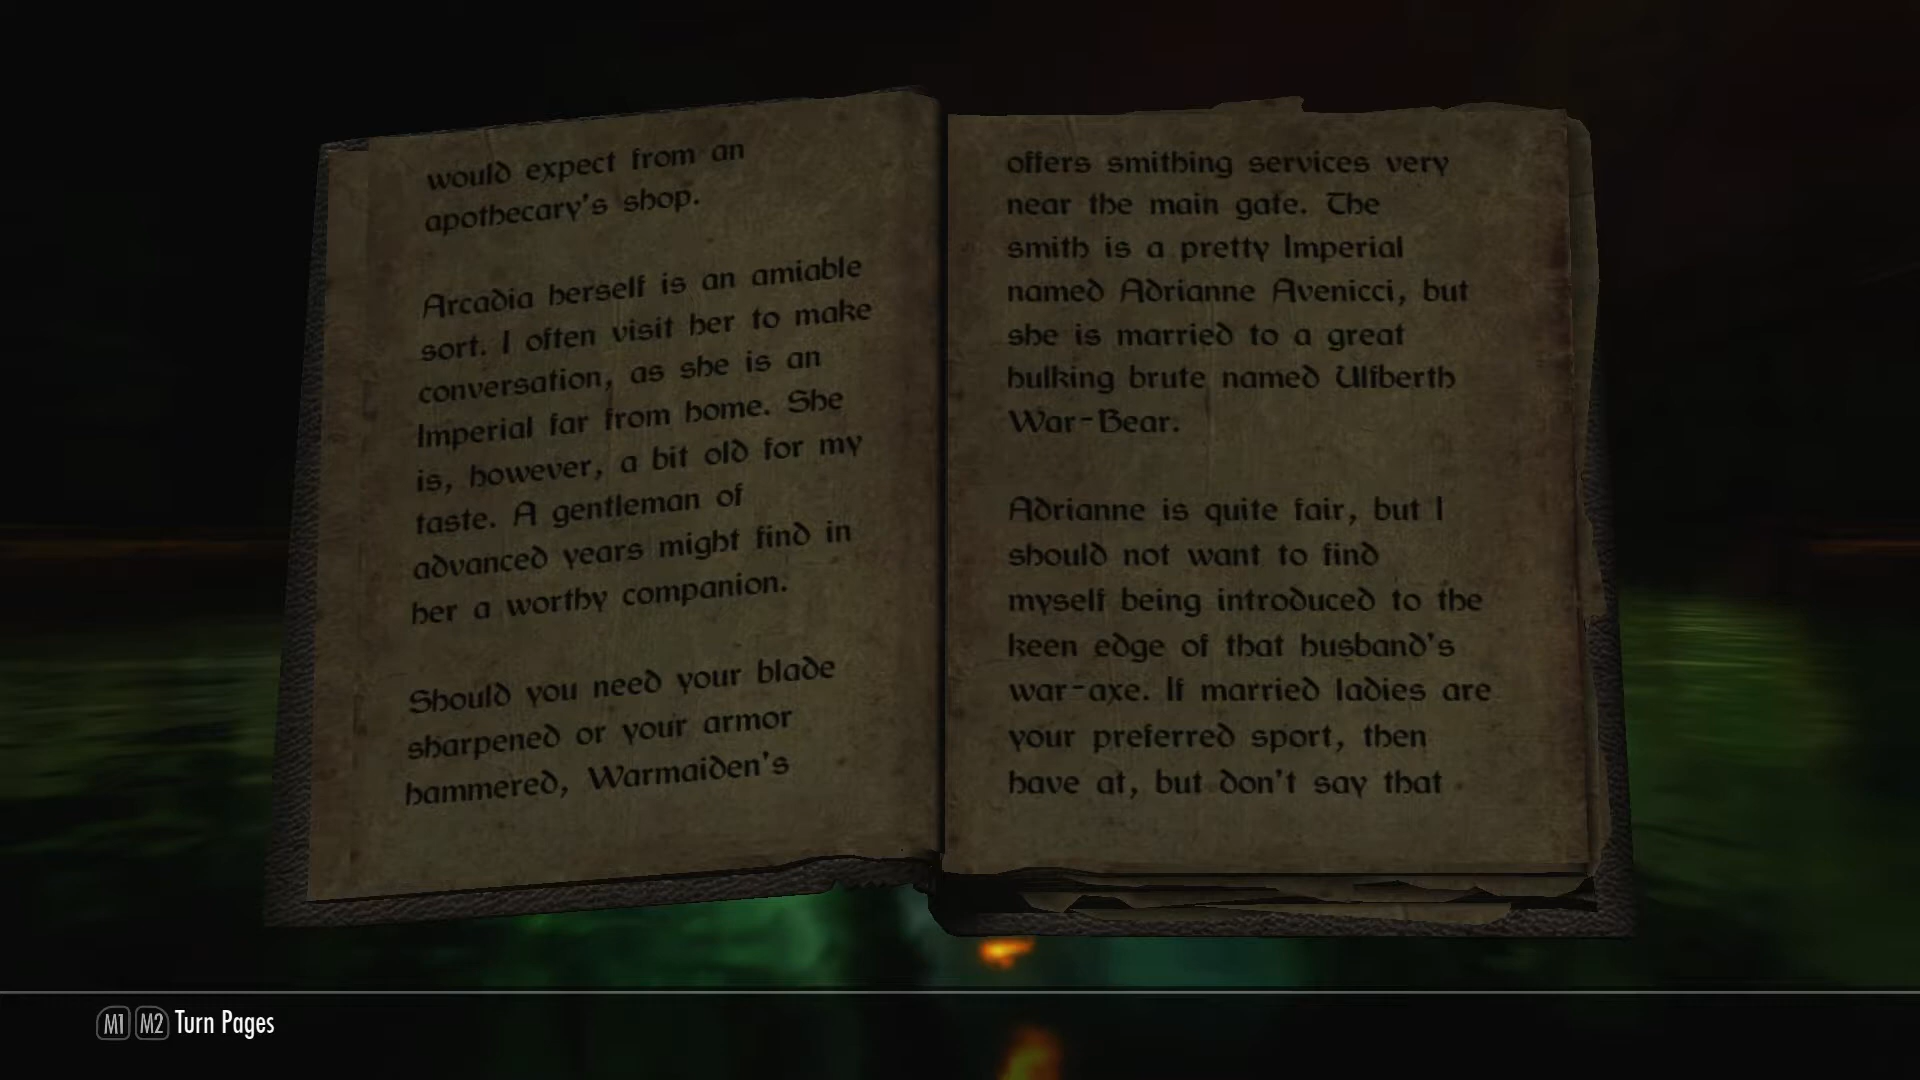 would expect from an
apothecary's shop.
Arcadia herself is an amiable
sort. I often visit her to make
conversation, as she is an
Imperial far from home. She
is, however, a bit old for my
taste. A gentleman of
advanced years might find in
her a worthy companion.
Should you need your blade
sharpened or your armor
hammered, Warmaiden's
offers smithing services very
near the main gate. The
smith is a pretty Imperial
named Adrianne Avenicci, but
she is married to a great
hulking brute named Ulfberth
War-Bear.
Adrianne is quite fair, but I
should not want to find
myself being introduced to the
keen edge of that husband's
war-axe. If married ladies are
your preferred sport, then
have at, but don't say that
M1 M2 Turn Pages